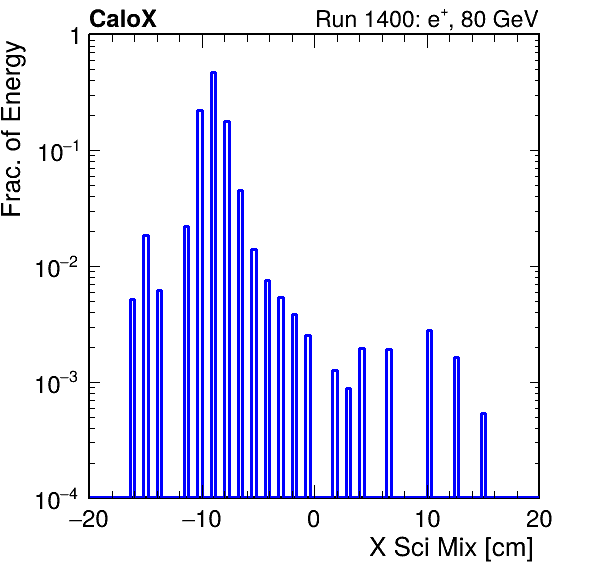 CaloX Run 1400: e⁺, 80 GeV
Frac. of Energy
1
10⁻¹
10⁻²
10⁻³
10⁻⁴
−20 −10 0 10 20
X Sci Mix [cm]